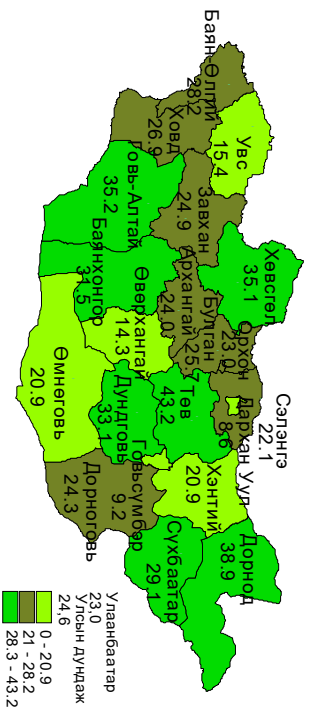 Баян-Өлгий
28.2
Увс
15.4
Ховд
26.9
Говь-Алтай
35.2
Завхан
24.9
Хөвсгөл
35.1
Баянхонгор
31.5
Архангай
24.0
Өверхангай
14.3
Булган
25
Орхон
23.0
Сэлэнгэ
22.1
Дархан Уул
8.6
Төв
43.2
Өмнөговь
20.9
Дундговь
33.1
Говьсүмбэр
9.2
Дорноговь
24.3
Хэнтий
20.9
Сүхбаатар
29.1
Дорнод
38.9
Улаанбаатар
23,0
Улсын дундаж
24,6
0 - 20.9
21 - 28.2
28.3 - 43.2